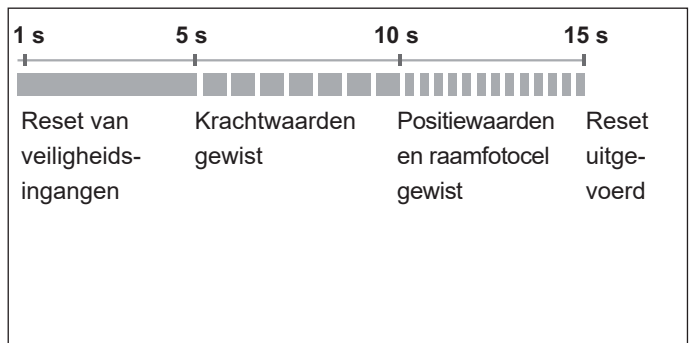 1 s 5 s 10 s 15 s
Reset van
veiligheids-
ingangen
Krachtwaarden
gewist
Positiewaarden
en raamfotocel
gewist
Reset
uitge-
voerd